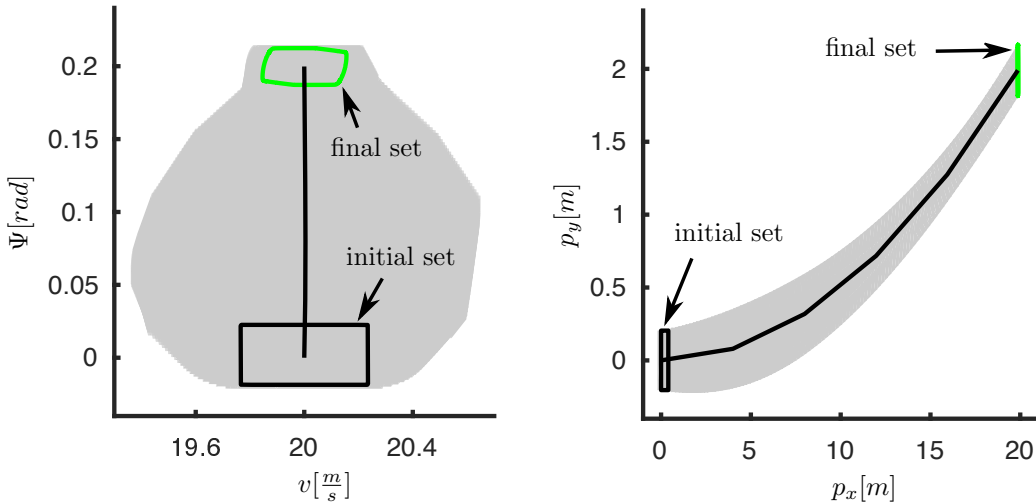 0.2
0.15
0.1
0.05
0
Ψ[rad]
final set
initial set
19.6
20
20.4
v[m/s]
2
1.5
1
0.5
0
p_y[m]
final set
initial set
0
5
10
15
20
p_x[m]